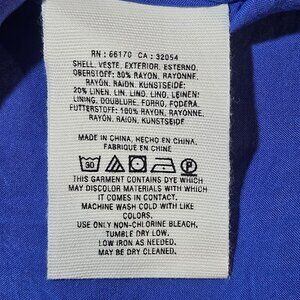 RN : 66170 CA : 32054
SHELL, VESTE, EXTERIOR, ESTERNO,
OBERSTOFF: 80% RAYON, RAYONNE,
RAYÓN, RAION, KUNSTSEIDE:
20% LINEN, LIN, LINO, LINO, LEINEN:
LINING, DOUBLURE, FORRO, FODERA,
FUTTERSTOFF: 100% RAYON, RAYONNE,
RAYÓN, RAION, KUNSTSEIDE
MADE IN CHINA, HECHO EN CHINA,
FABRIQUÉ EN CHINE
30 P
THIS GARMENT CONTAINS DYE WHICH
MAY DISCOLOR MATERIALS WITH WHICH
IT MAY COME IN CONTACT.
MACHINE WASH COLD WITH LIKE
COLORS.
USE ONLY NON-CHLORINE BLEACH,
TUMBLE DRY LOW.
LOW IRON AS NEEDED.
MAY BE DRY CLEANED.